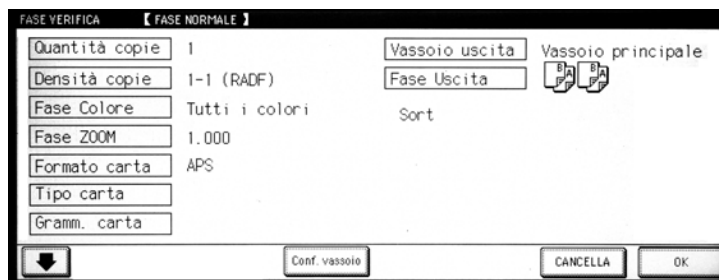 FASE VERIFICA 【 FASE NORMALE 】
Quantità copie 1
Densità copie 1-1 (RADF)
Fase Colore Tutti i colori
Fase ZOOM 1.000
Formato carta APS
Tipo carta
Gramm. carta
Vassoio uscita Vassoio principale
Fase Uscita
B A B A
Sort
Conf. vassoio
CANCELLA
OK